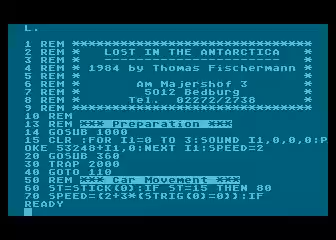 L.
1 REM ***************************
2 REM *  LOST IN THE ANTARCTICA  *
3 REM *  ----------------------  *
4 REM * 1984 by Thomas Fischermann *
5 REM *                         *
6 REM *      Am Majershof 3     *
7 REM *       5012 Bedburg      *
8 REM *    Tel.  02272/2738     *
9 REM ***************************
10 REM
13 REM *** Preparation ***
14 GOSUB 1000
15 CLR :FOR I1=0 TO 3:SOUND I1,0,0,0:P
OKE 53248+I1,0:NEXT I1:SPEED=2
20 GOSUB 360
30 TRAP 2000
40 GOTO 110
50 REM *** Car Movement ***
60 ST=STICK(0):IF ST=15 THEN 80
70 SPEED=(2+3*(STRIG(0)=0)):IF
READY